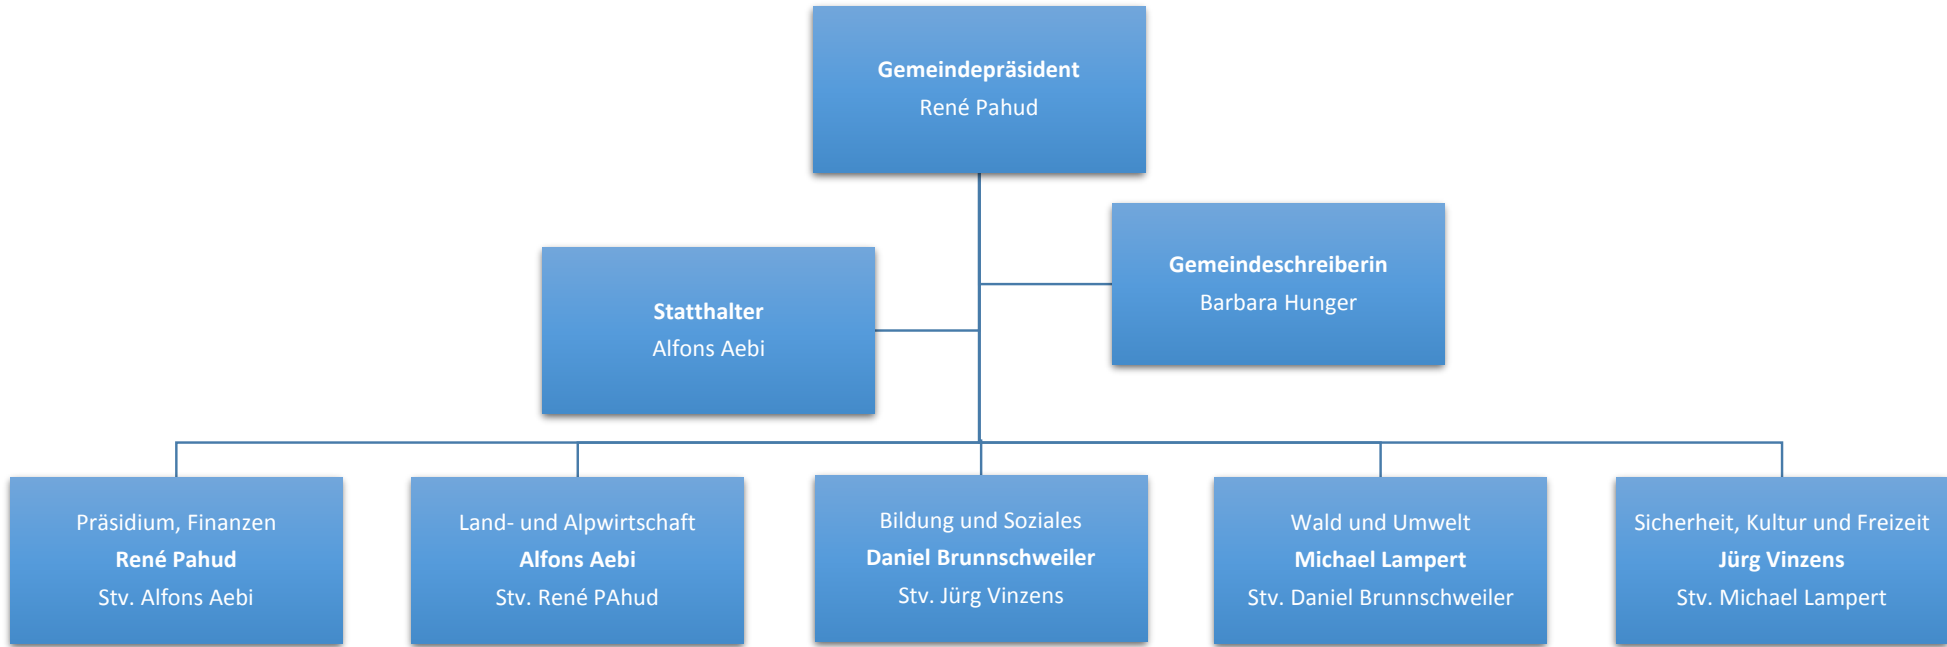 Gemeindepräsident
René Pahud
Gemeindeschreiberin
Barbara Hunger
Statthalter
Alfons Aebi
Präsidium, Finanzen
René Pahud
Stv. Alfons Aebi
Land- und Alpwirtschaft
Alfons Aebi
Stv. René PAhud
Bildung und Soziales
Daniel Brunnschweiler
Stv. Jürg Vinzens
Wald und Umwelt
Michael Lampert
Stv. Daniel Brunnschweiler
Sicherheit, Kultur und Freizeit
Jürg Vinzens
Stv. Michael Lampert